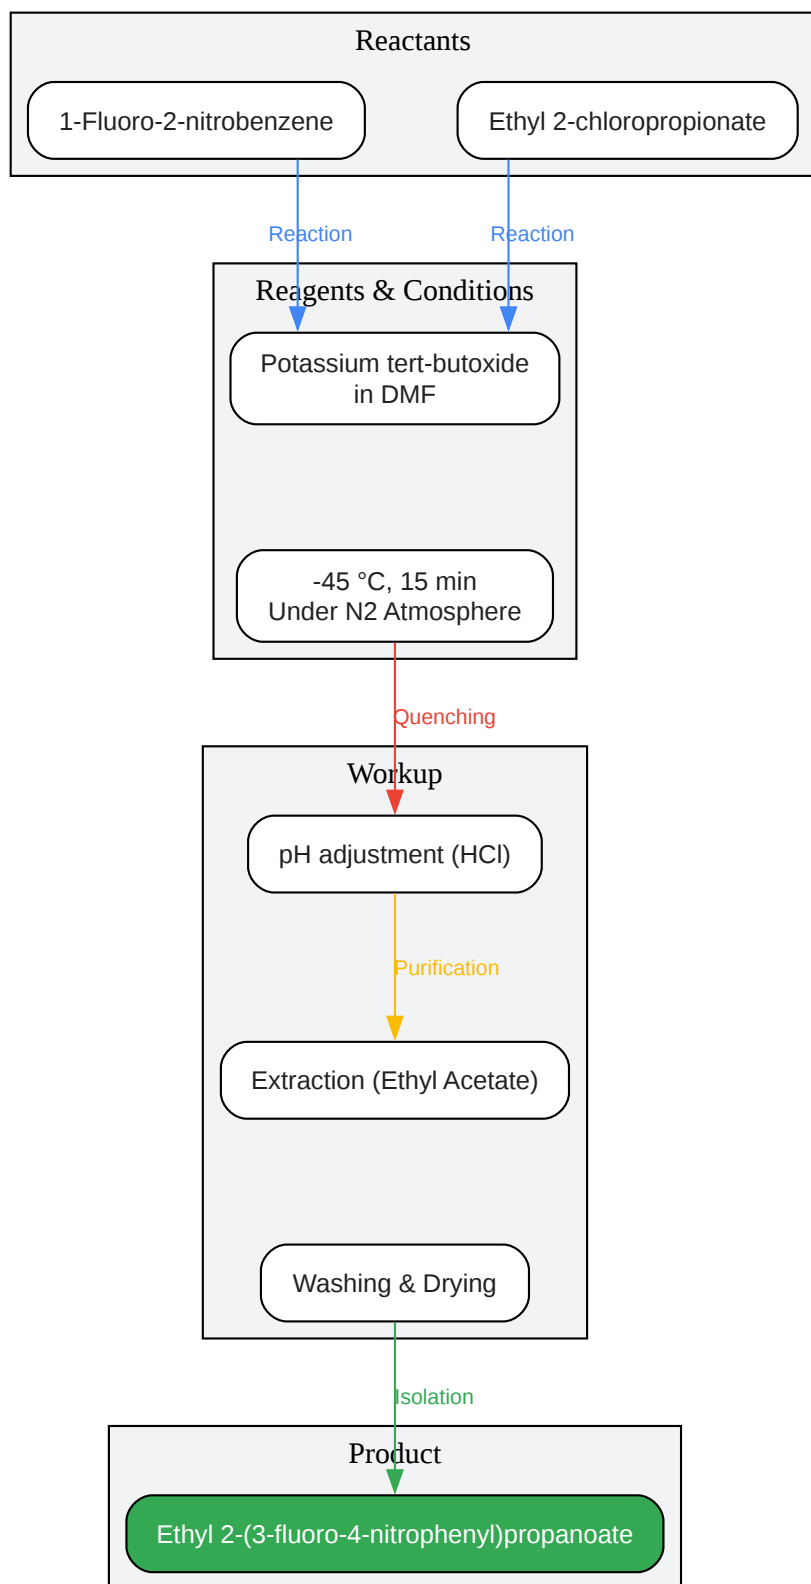 Reactants
1-Fluoro-2-nitrobenzene
Ethyl 2-chloropropionate
Reaction
Reaction
Reagents & Conditions
Potassium tert-butoxide
in DMF
-45 °C, 15 min
Under N2 Atmosphere
Quenching
Workup
pH adjustment (HCl)
Purification
Extraction (Ethyl Acetate)
Washing & Drying
Isolation
Product
Ethyl 2-(3-fluoro-4-nitrophenyl)propanoate